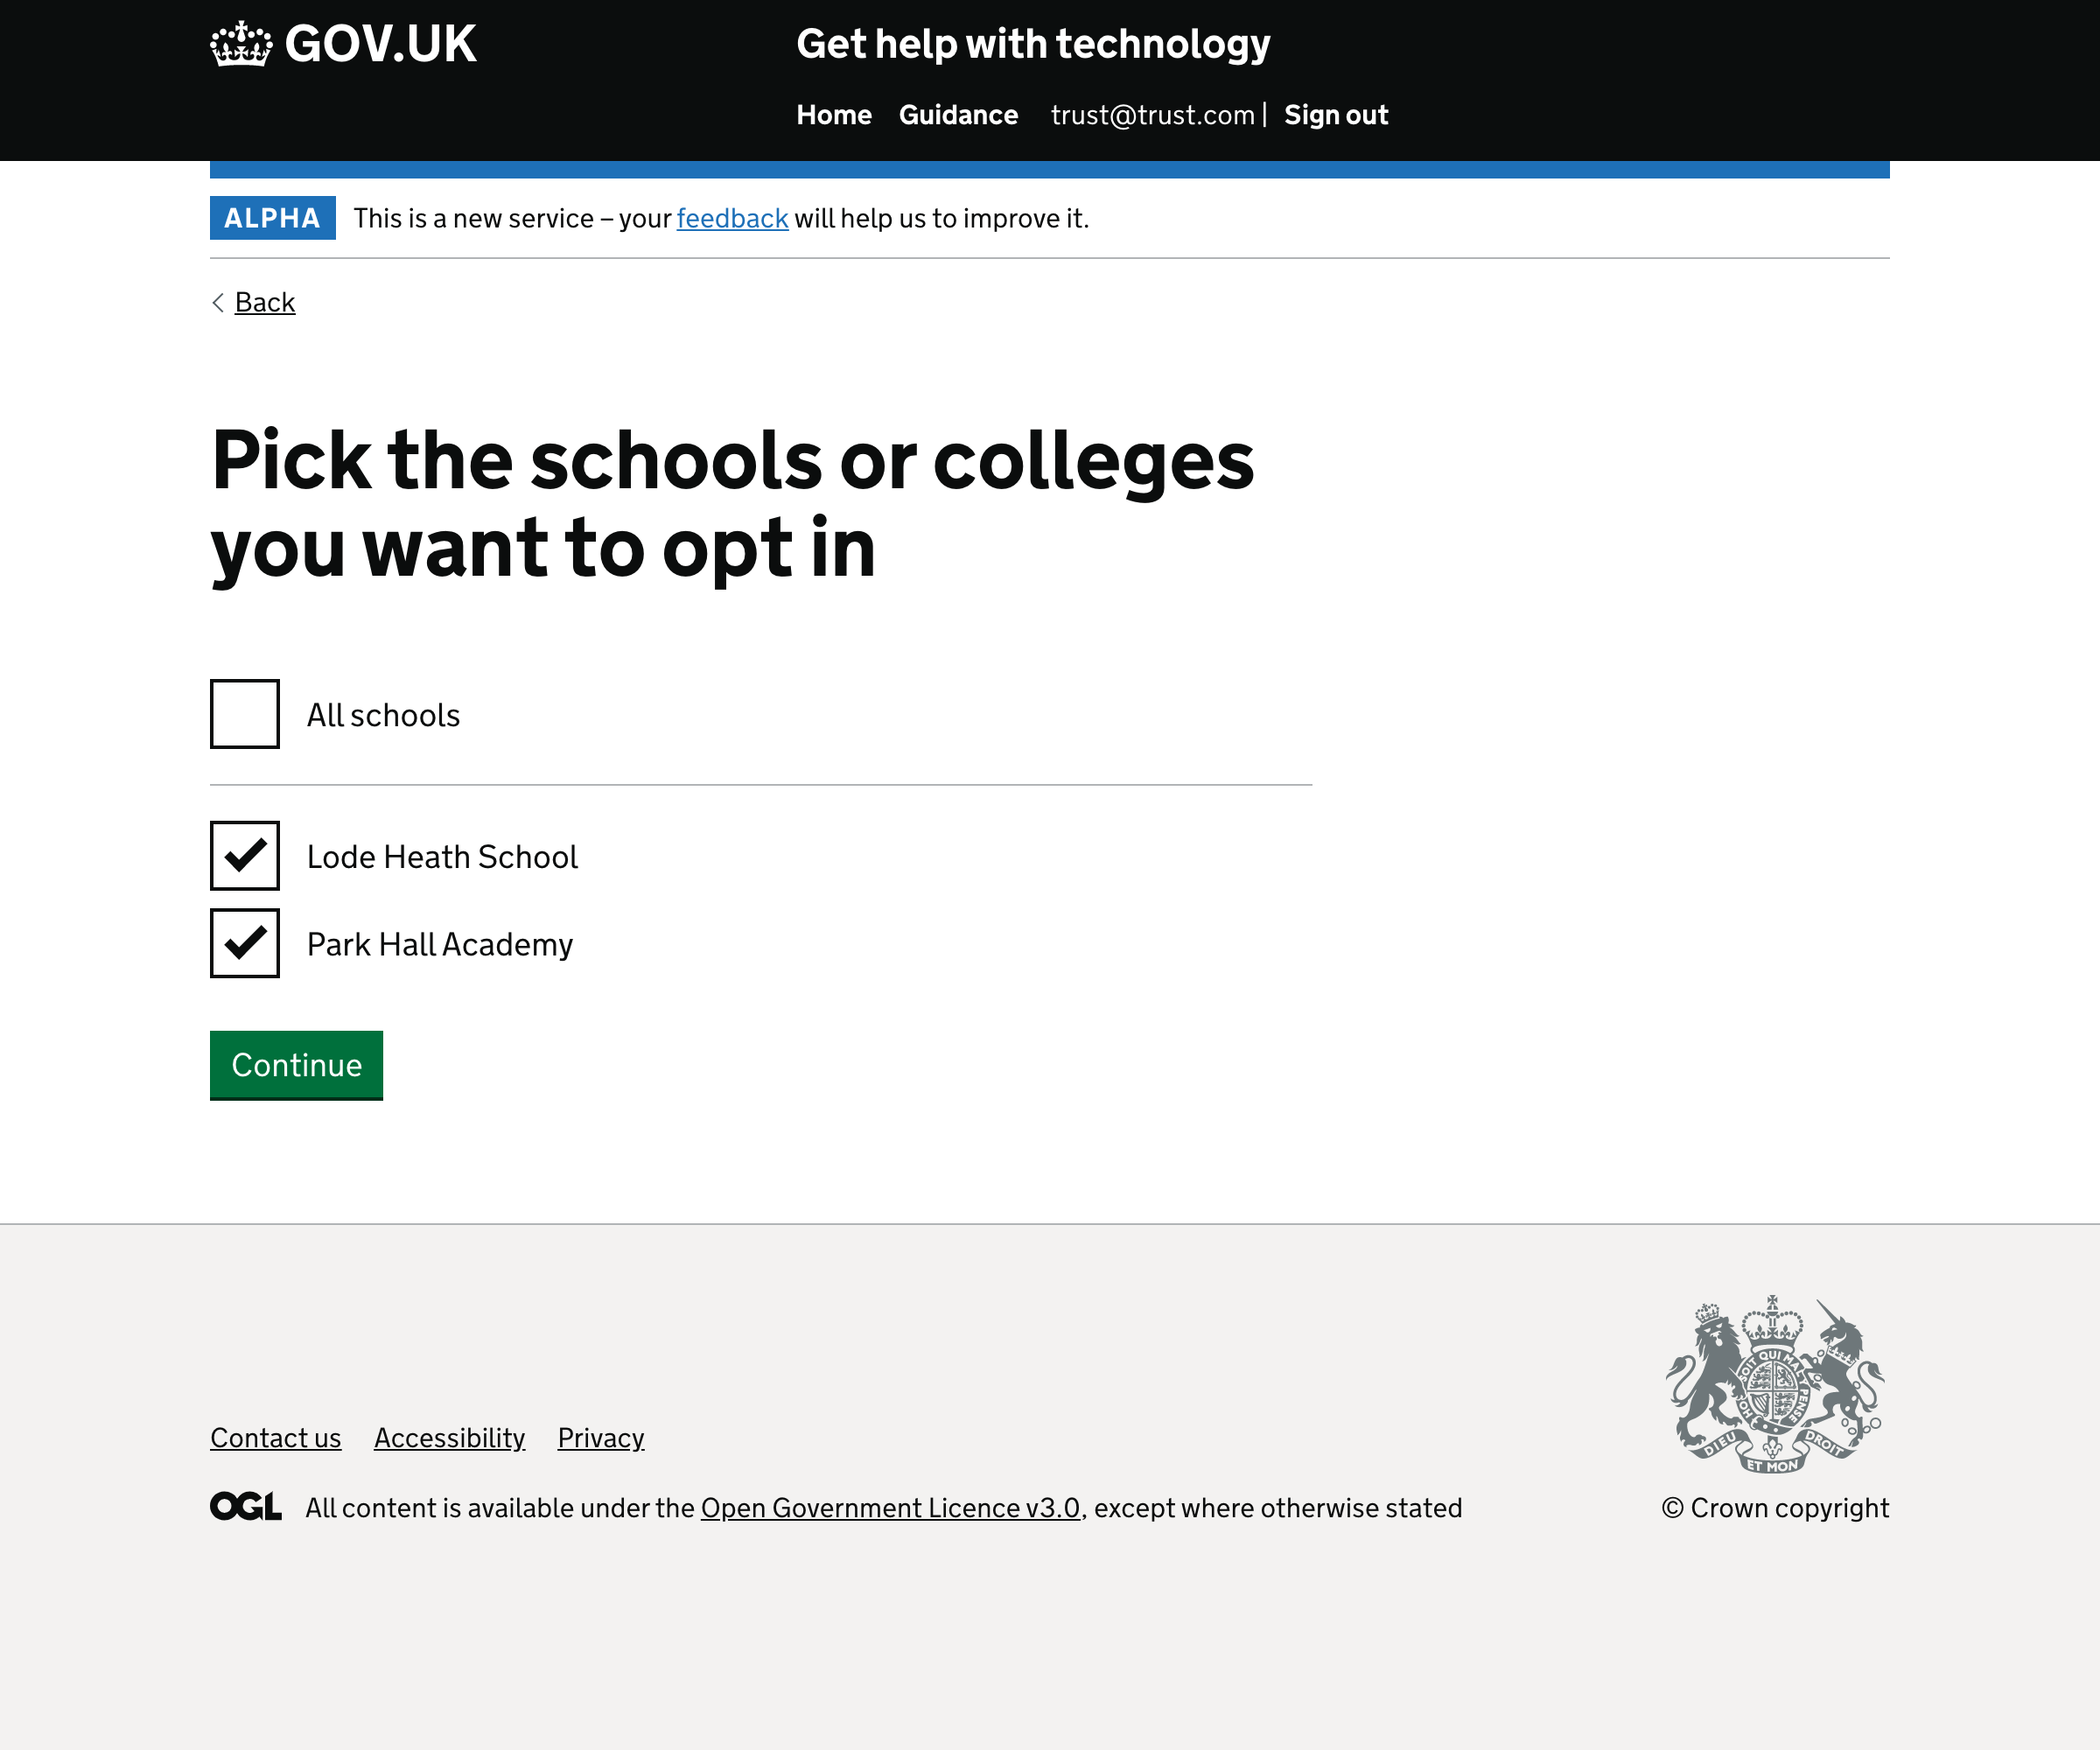 GOV.UK
Get help with technology
Home Guidance trust@trust.com | Sign out
ALPHA This is a new service – your feedback will help us to improve it.
Back
Pick the schools or colleges
you want to opt in
All schools
Lode Heath School
Park Hall Academy
Continue
Contact us Accessibility Privacy
OGL All content is available under the Open Government Licence v3.0, except where otherwise stated
DIEU ET MON DROIT
© Crown copyright